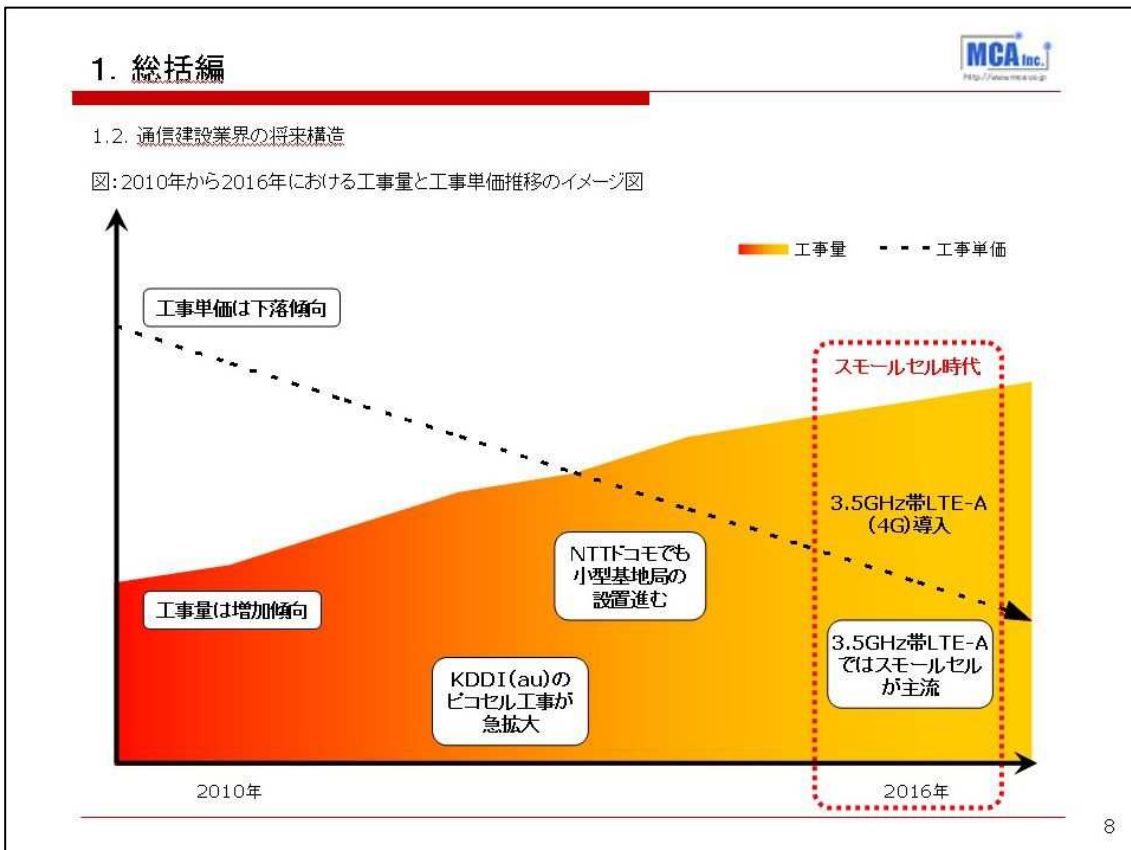 1. 総括編
MCA Inc.
http://www.mca.co.jp
1.2. 通信建設業界の将来構造
図:2010年から2016年における工事量と工事単価推移のイメージ図
工事量
工事単価
工事単価は下落傾向
スモールセル時代
3.5GHz帯LTE-A
(4G)導入
NTTドコモでも
小型基地局の
設置進む
工事量は増加傾向
3.5GHz帯LTE-A
ではスモールセル
が主流
KDDI(au)の
ピコセル工事が
急拡大
2010年
2016年
8